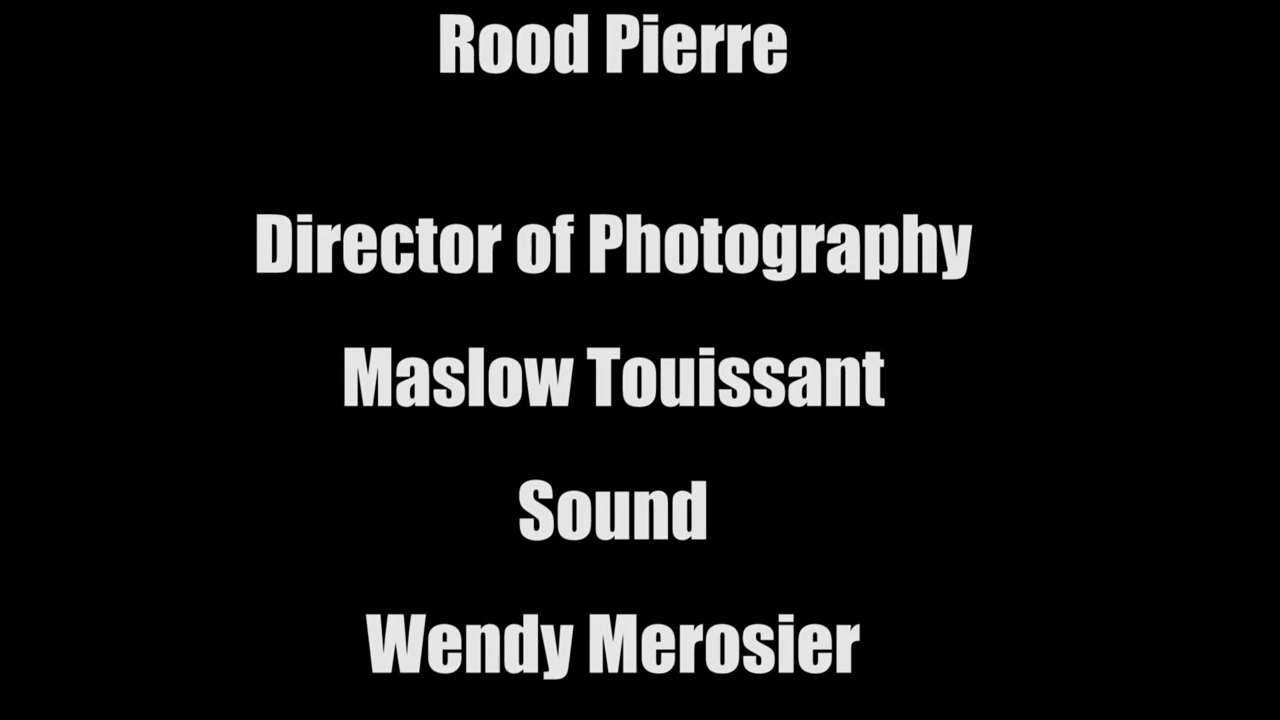 Rood Pierre
Director of Photography
Maslow Touissant
Sound
Wendy Merosier